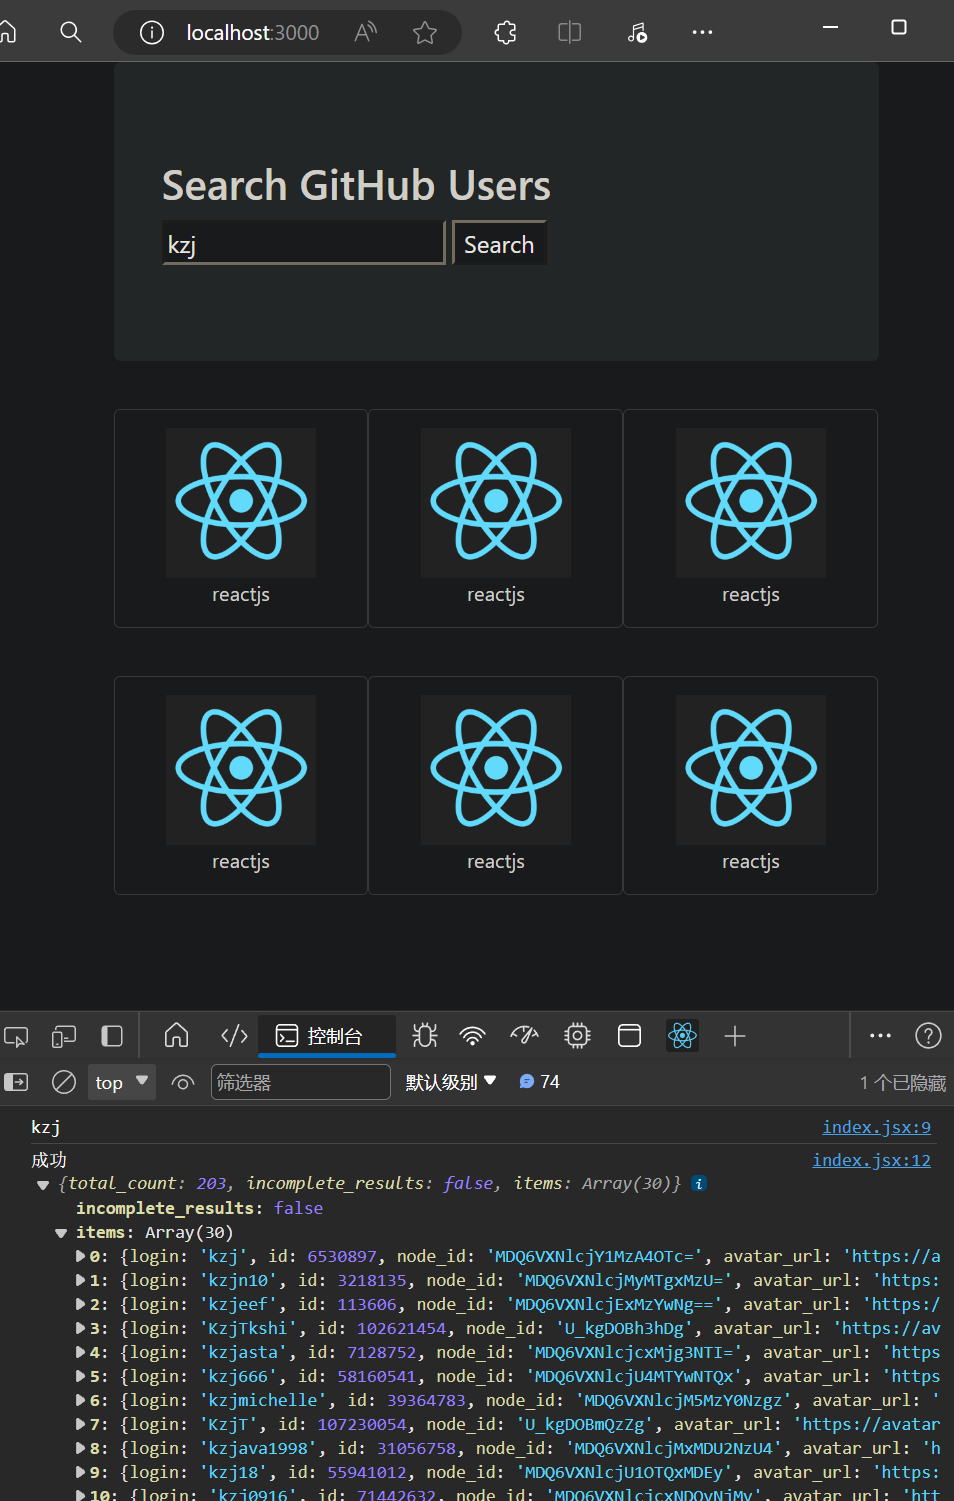 localhost:3000
Search GitHub Users
kzj Search
reactjs reactjs reactjs
reactjs reactjs reactjs
控制台
top 筛选器 默认级别 74 1 个已隐藏
kzj index.jsx:9
成功 index.jsx:12
{total_count: 203, incomplete_results: false, items: Array(30)}
incomplete_results: false
items: Array(30)
0: {login: 'kzj', id: 6530897, node_id: 'MDQ6VXNlcjY1MzA4OTc=', avatar_url: 'https://a
1: {login: 'kzjn10', id: 3218135, node_id: 'MDQ6VXNlcjMyMTgxMzU=', avatar_url: 'https:
2: {login: 'kzjeef', id: 113606, node_id: 'MDQ6VXNlcjExMzYwNg==', avatar_url: 'https:/
3: {login: 'KzjTkshi', id: 102621454, node_id: 'U_kgDOBh3hDg', avatar_url: 'https://av
4: {login: 'kzjasta', id: 7128752, node_id: 'MDQ6VXNlcjcxMjg3NTI=', avatar_url: 'https
5: {login: 'kzj666', id: 58160541, node_id: 'MDQ6VXNlcjU4MTYwNTQx', avatar_url: 'https
6: {login: 'kzjmichelle', id: 39364783, node_id: 'MDQ6VXNlcjM5MzY0Nzgz', avatar_url: '
7: {login: 'KzjT', id: 107230054, node_id: 'U_kgDOBmQzZg', avatar_url: 'https://avatar
8: {login: 'kzjava1998', id: 31056758, node_id: 'MDQ6VXNlcjMxMDU2NzU4', avatar_url: 'h
9: {login: 'kzj18', id: 55941012, node_id: 'MDQ6VXNlcjU1OTQxMDEy', avatar_url: 'https:
10: {login: 'kzj0916', id: 71442632, node_id: 'MDQ6VXNlcjcxNDQyNjMy', avatar_url: 'htt